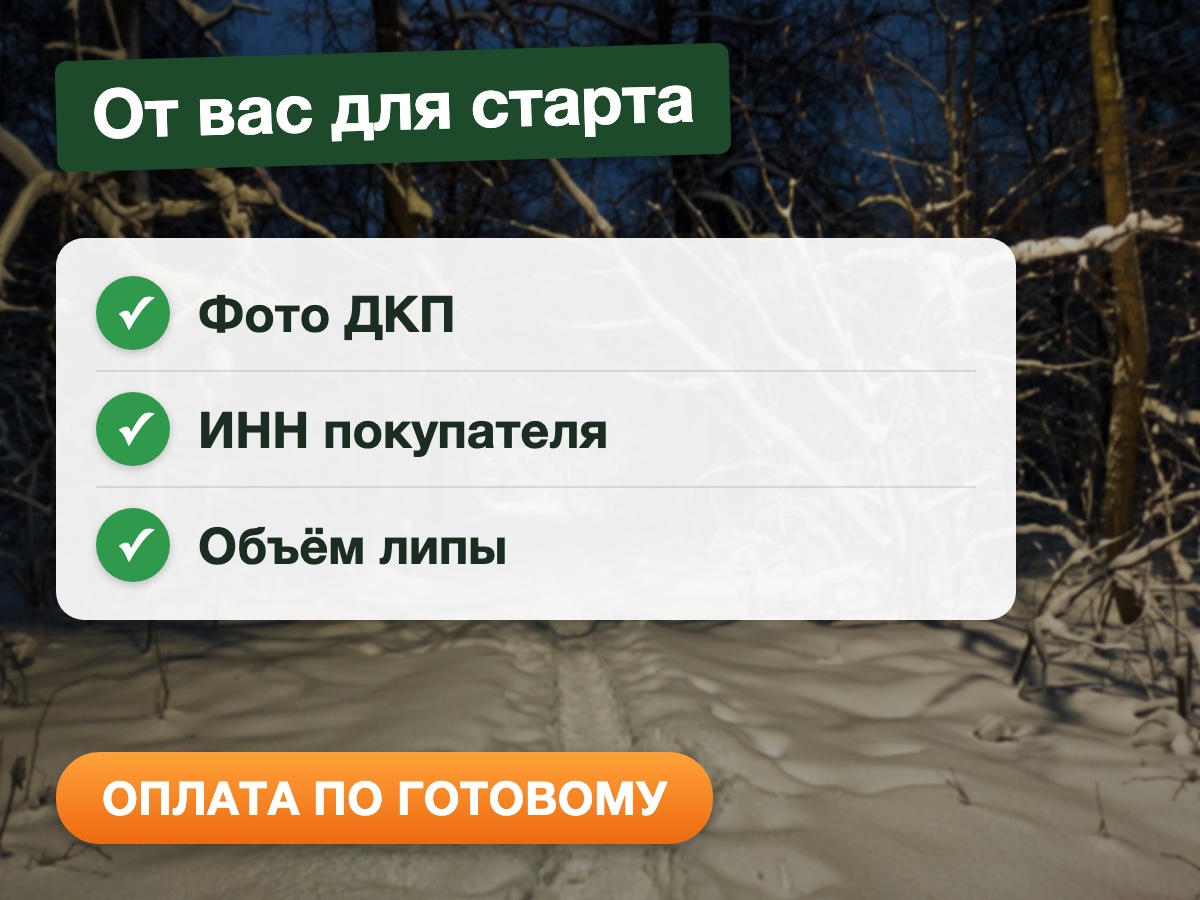 От вас для старта
Фото ДКП
ИНН покупателя
Объём липы
ОПЛАТА ПО ГОТОВОМУ